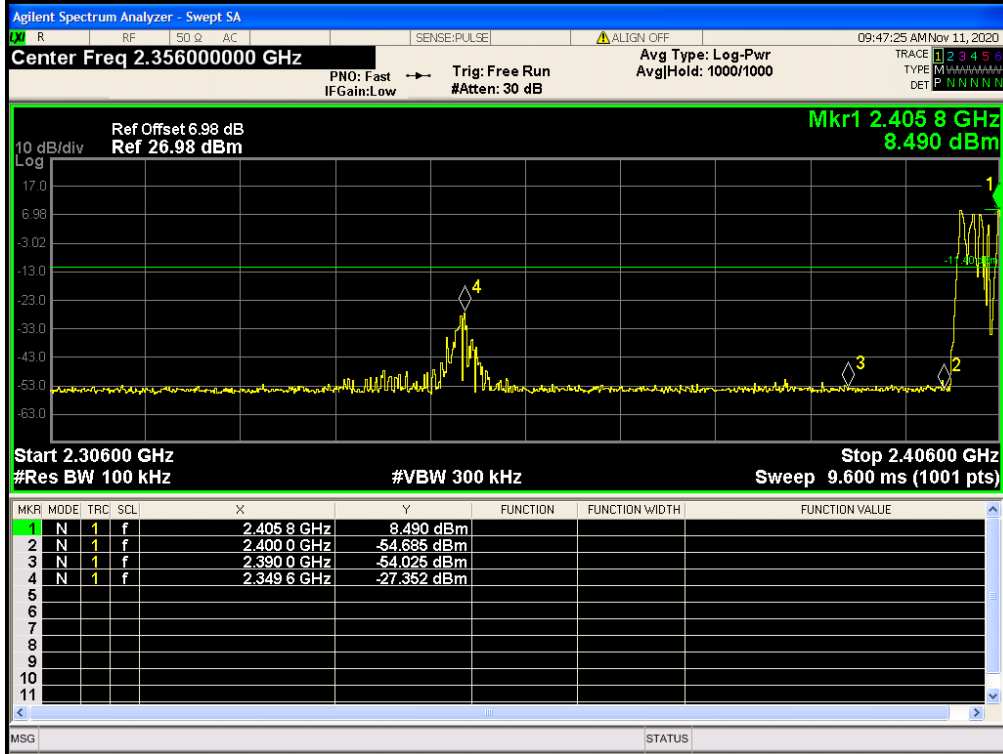 Agilent Spectrum Analyzer - Swept SA
LXI R RF 50 Ω AC SENSE:PULSE ALIGN OFF 09:47:25 AM Nov 11, 2020
Center Freq 2.356000000 GHz
PNO: Fast Trig: Free Run Avg Type: Log-Pwr TRACE 1 2 3 4 5 6
IFGain:Low #Atten: 30 dB Avg|Hold: 1000/1000 TYPE M W W W W W
DET P N N N N N
Ref Offset 6.98 dB Mkr1 2.405 8 GHz
10 dB/div Ref 26.98 dBm 8.490 dBm
Log
17.0
6.98
-3.02
-13.0
-23.0
-33.0
-43.0
-53.0
-63.0
1
-11.40 dBm
4
3
2
Start 2.30600 GHz Stop 2.40600 GHz
#Res BW 100 kHz #VBW 300 kHz Sweep 9.600 ms (1001 pts)
MKR MODE TRC SCL X Y FUNCTION FUNCTION WIDTH FUNCTION VALUE
1 N 1 f 2.405 8 GHz 8.490 dBm
2 N 1 f 2.400 0 GHz -54.685 dBm
3 N 1 f 2.390 0 GHz -54.025 dBm
4 N 1 f 2.349 6 GHz -27.352 dBm
5
6
7
8
9
10
11
MSG STATUS